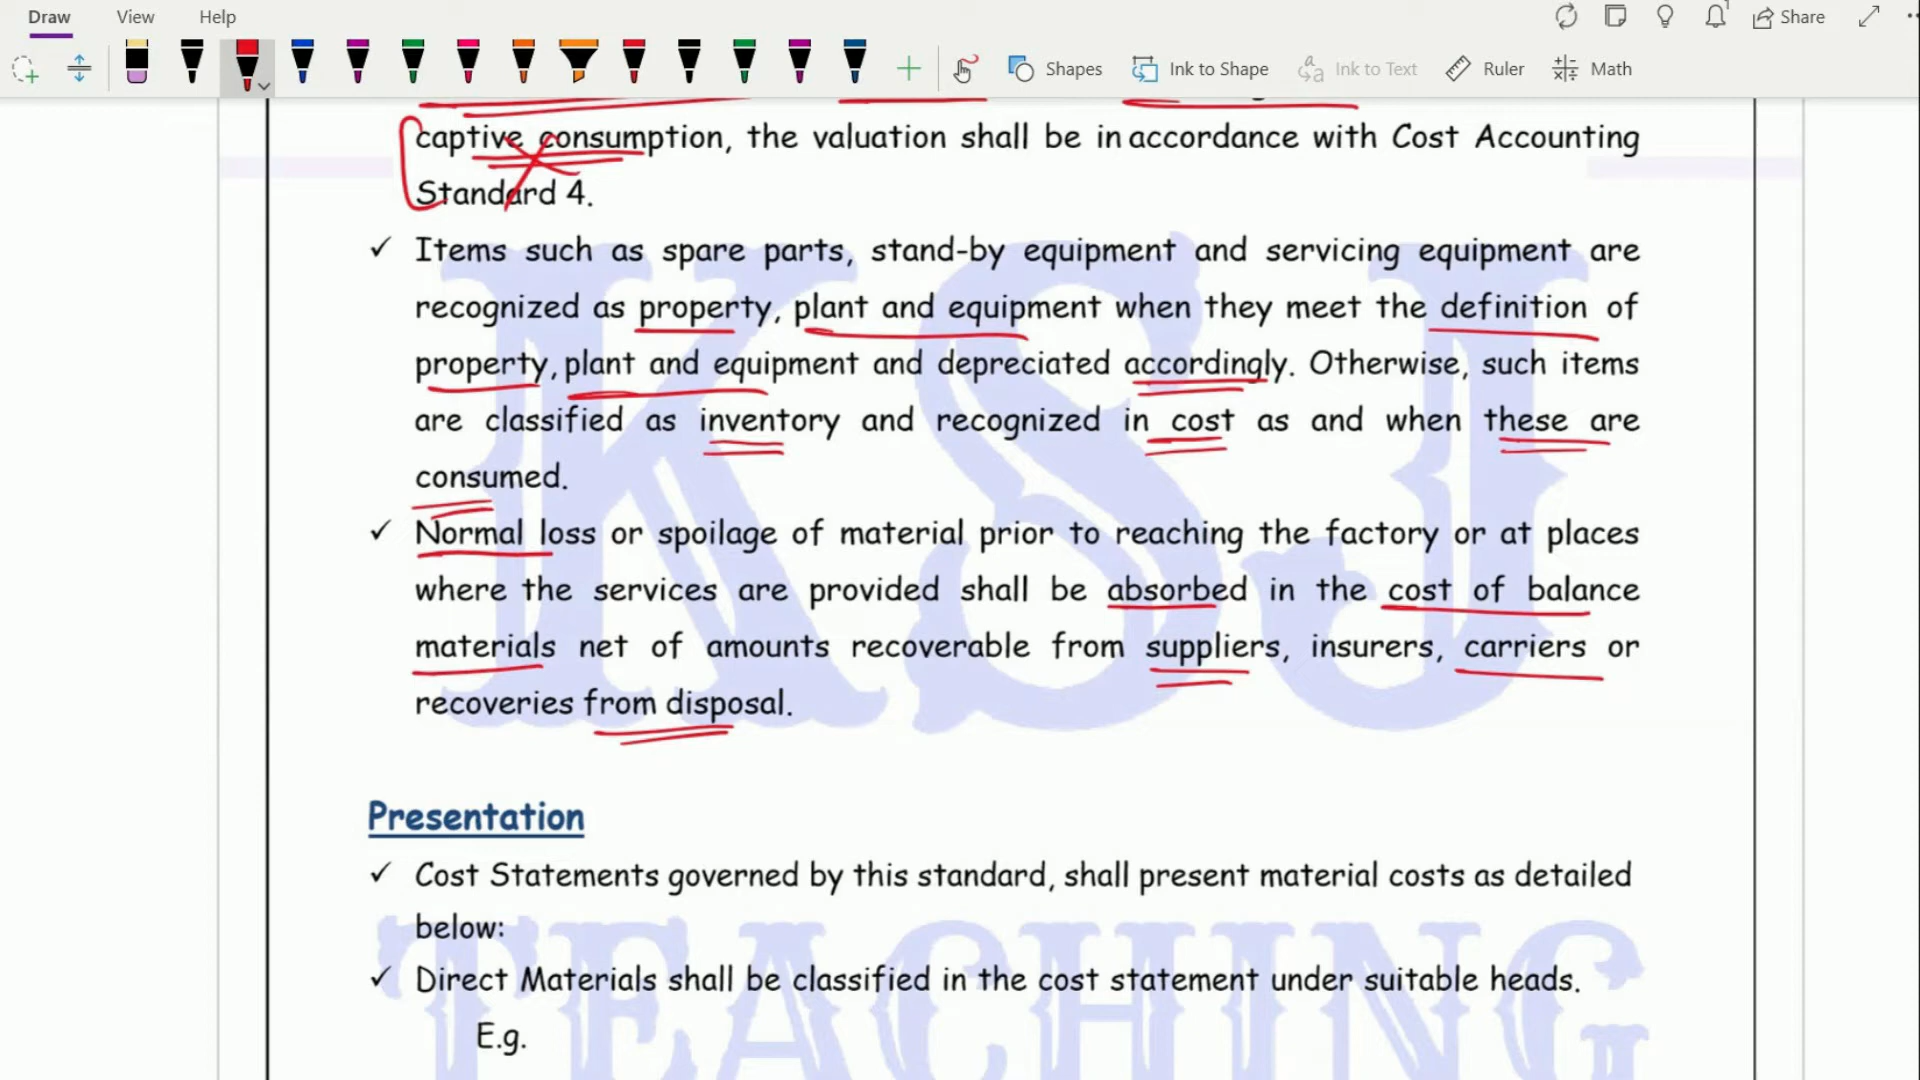 Draw View Help Share
Shapes Ink to Shape Ink to Text Ruler Math
captive consumption, the valuation shall be in accordance with Cost Accounting
Standard 4.
✓ Items such as spare parts, stand-by equipment and servicing equipment are
recognized as property, plant and equipment when they meet the definition of
property, plant and equipment and depreciated accordingly. Otherwise, such items
are classified as inventory and recognized in cost as and when these are
consumed.
✓ Normal loss or spoilage of material prior to reaching the factory or at places
where the services are provided shall be absorbed in the cost of balance
materials net of amounts recoverable from suppliers, insurers, carriers or
recoveries from disposal.
KSJ
Presentation
✓ Cost Statements governed by this standard, shall present material costs as detailed
below:
✓ Direct Materials shall be classified in the cost statement under suitable heads.
E.g.
TEACHING